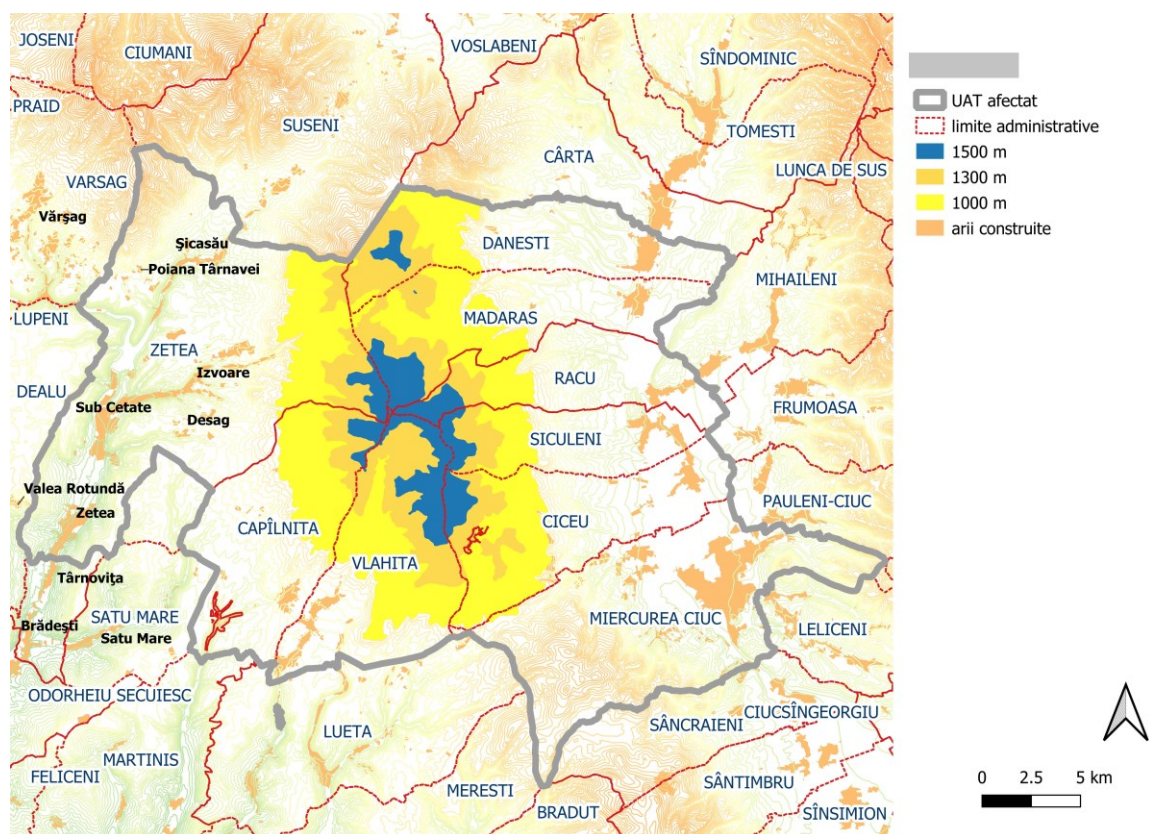 JOSENI
CIUMANI
VOSLABENI
SÎNDOMINIC
PRAID
SUSENI
TOMESTI
CÂRTA
LUNCA DE SUS
VARSAG
Vărşag
Şicasău
DANESTI
Poiana Târnavei
MIHAILENI
LUPENI
MADARAS
ZETEA
Izvoare
RACU
DEALU
Sub Cetate
Desag
FRUMOASA
SICULENI
Valea Rotundă
Zetea
PAULENI-CIUC
CAPÎLNITA
CICEU
VLAHITA
Târnoviţa
SATU MARE
Brădeşti
Satu Mare
MIERCUREA CIUC
LELICENI
ODORHEIU SECUIESC
LUETA
SÂNCRAIENI
CIUCSÎNGEORGIU
MARTINIS
FELICENI
MERESTI
SÂNTIMBRU
BRADUT
SÎNSIMION
UAT afectat
limite administrative
1500 m
1300 m
1000 m
arii construite
0 2.5 5 km